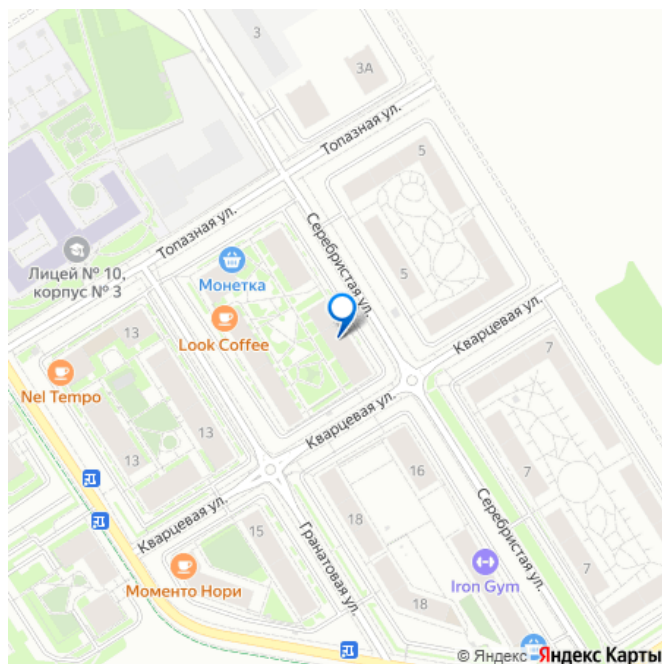 3
3А
Топазная ул.
5
Топазная ул.
Серебристая ул.
Лицей № 10,
корпус № 3
Монетка
5
Кварцевая ул.
Look Coffee
13
7
Nel Tempo
13
Кварцевая ул.
13
16
7
Кварцевая ул.
15
18
Серебристая ул.
Гранатовая ул.
Моменто Нори
Iron Gym
7
18
© Яндекс Яндекс Карты